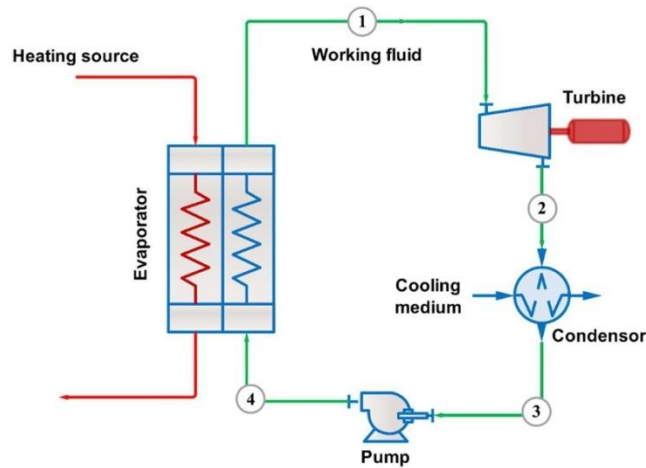 1
Heating source
Working fluid
Turbine
Evaporator
2
Cooling
medium
Condensor
4
3
Pump